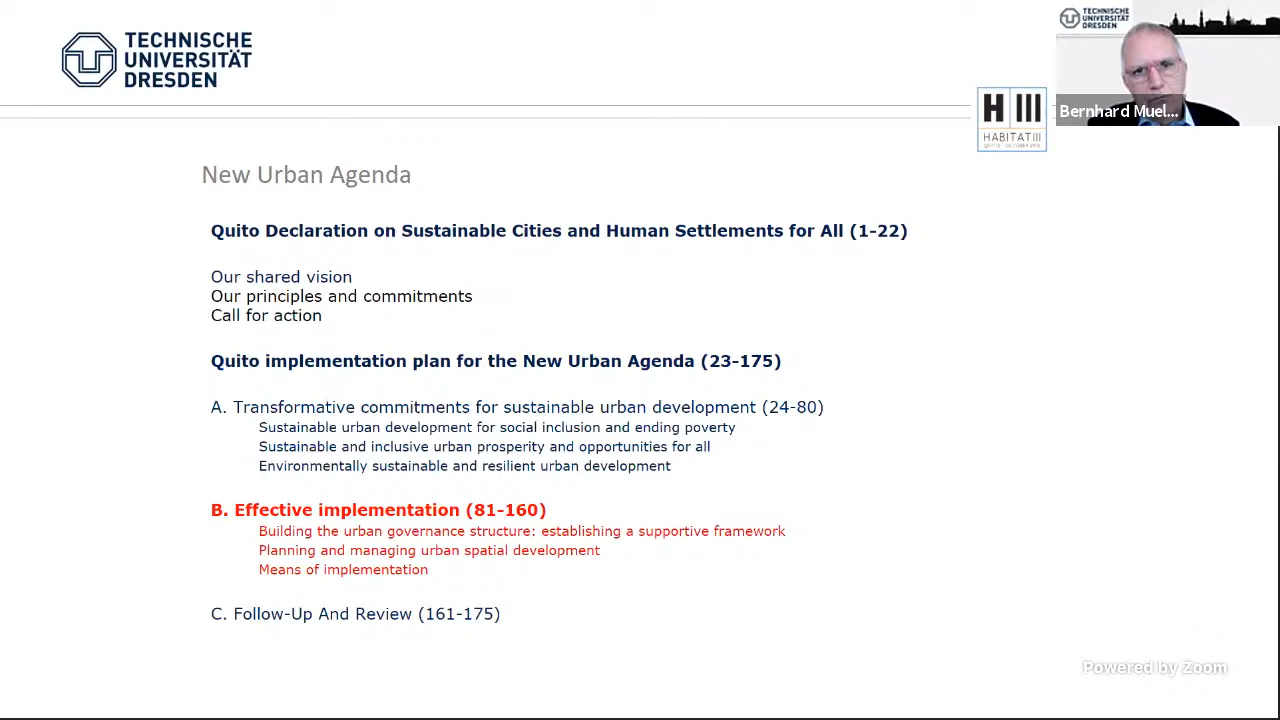 TECHNISCHE
UNIVERSITÄT
DRESDEN
TECHNISCHE
UNIVERSITÄT
DRESDEN
Bernhard Muel...
H III
HABITAT III
QUITO - OCTOBER 2016
New Urban Agenda
Quito Declaration on Sustainable Cities and Human Settlements for All (1-22)
Our shared vision
Our principles and commitments
Call for action
Quito implementation plan for the New Urban Agenda (23-175)
A. Transformative commitments for sustainable urban development (24-80)
Sustainable urban development for social inclusion and ending poverty
Sustainable and inclusive urban prosperity and opportunities for all
Environmentally sustainable and resilient urban development
B. Effective implementation (81-160)
Building the urban governance structure: establishing a supportive framework
Planning and managing urban spatial development
Means of implementation
C. Follow-Up And Review (161-175)
Powered by Zoom